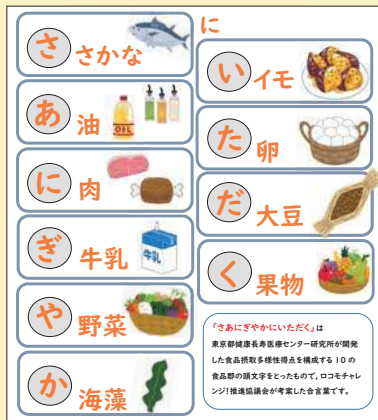 さ さかな
あ 油
OIL
に 肉
ぎ 牛乳
牛乳
や 野菜
か 海藻
に
い イモ
た 卵
だ 大豆
く 果物
「さあにぎやかにいただく」は
東京都健康長寿医療センター研究所が開発
した食品摂取多様性得点を構成する10の
食品群の頭文字をとったもので、ロコモチャレ
ンジ!推進協議会が考案した合言葉です。